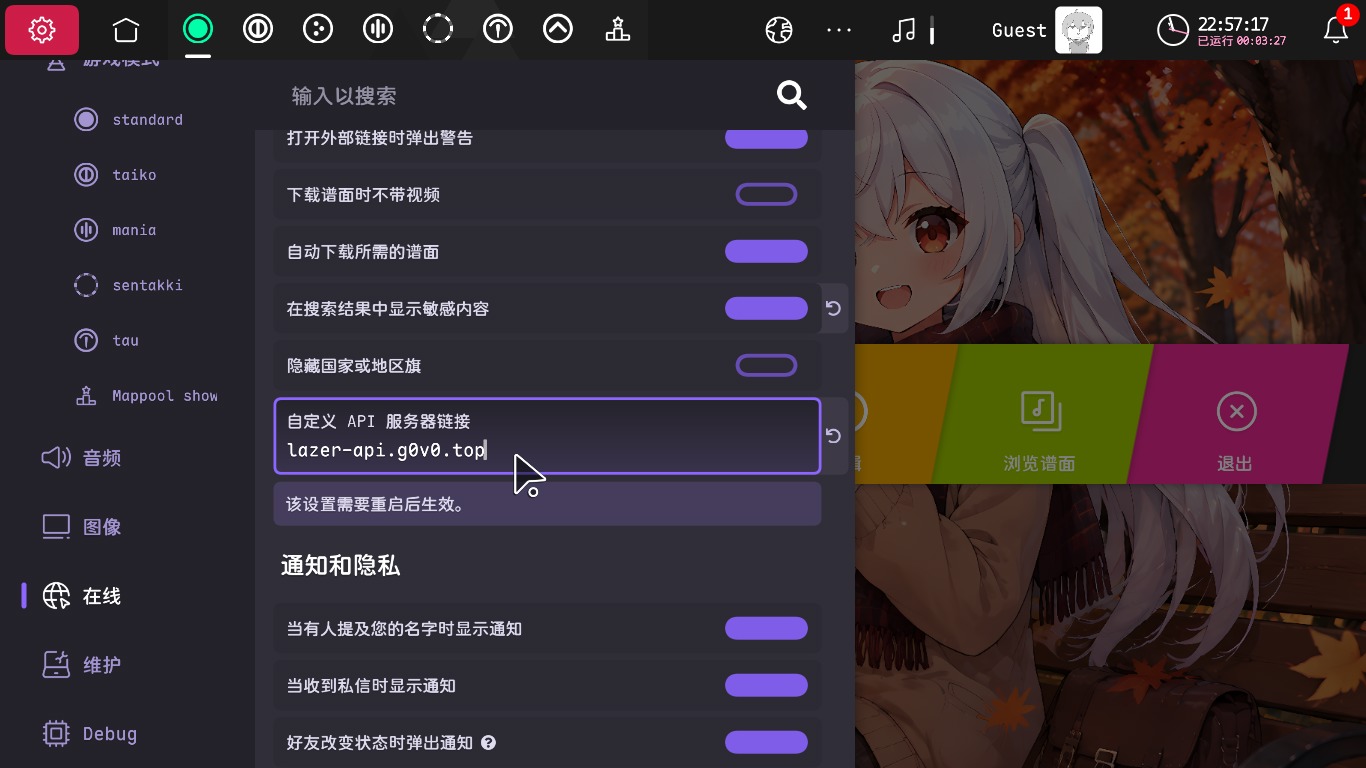 Guest
22:57:17
已运行 00:03:27
1
游戏模式
standard
taiko
mania
sentakki
tau
Mappool show
音频
图像
在线
维护
Debug
输入以搜索
打开外部链接时弹出警告
下载谱面时不带视频
自动下载所需的谱面
在搜索结果中显示敏感内容
隐藏国家或地区旗
自定义 API 服务器链接
lazer-api.g0v0.top
该设置需要重启后生效。
通知和隐私
当有人提及您的名字时显示通知
当收到私信时显示通知
好友改变状态时弹出通知
浏览谱面
退出